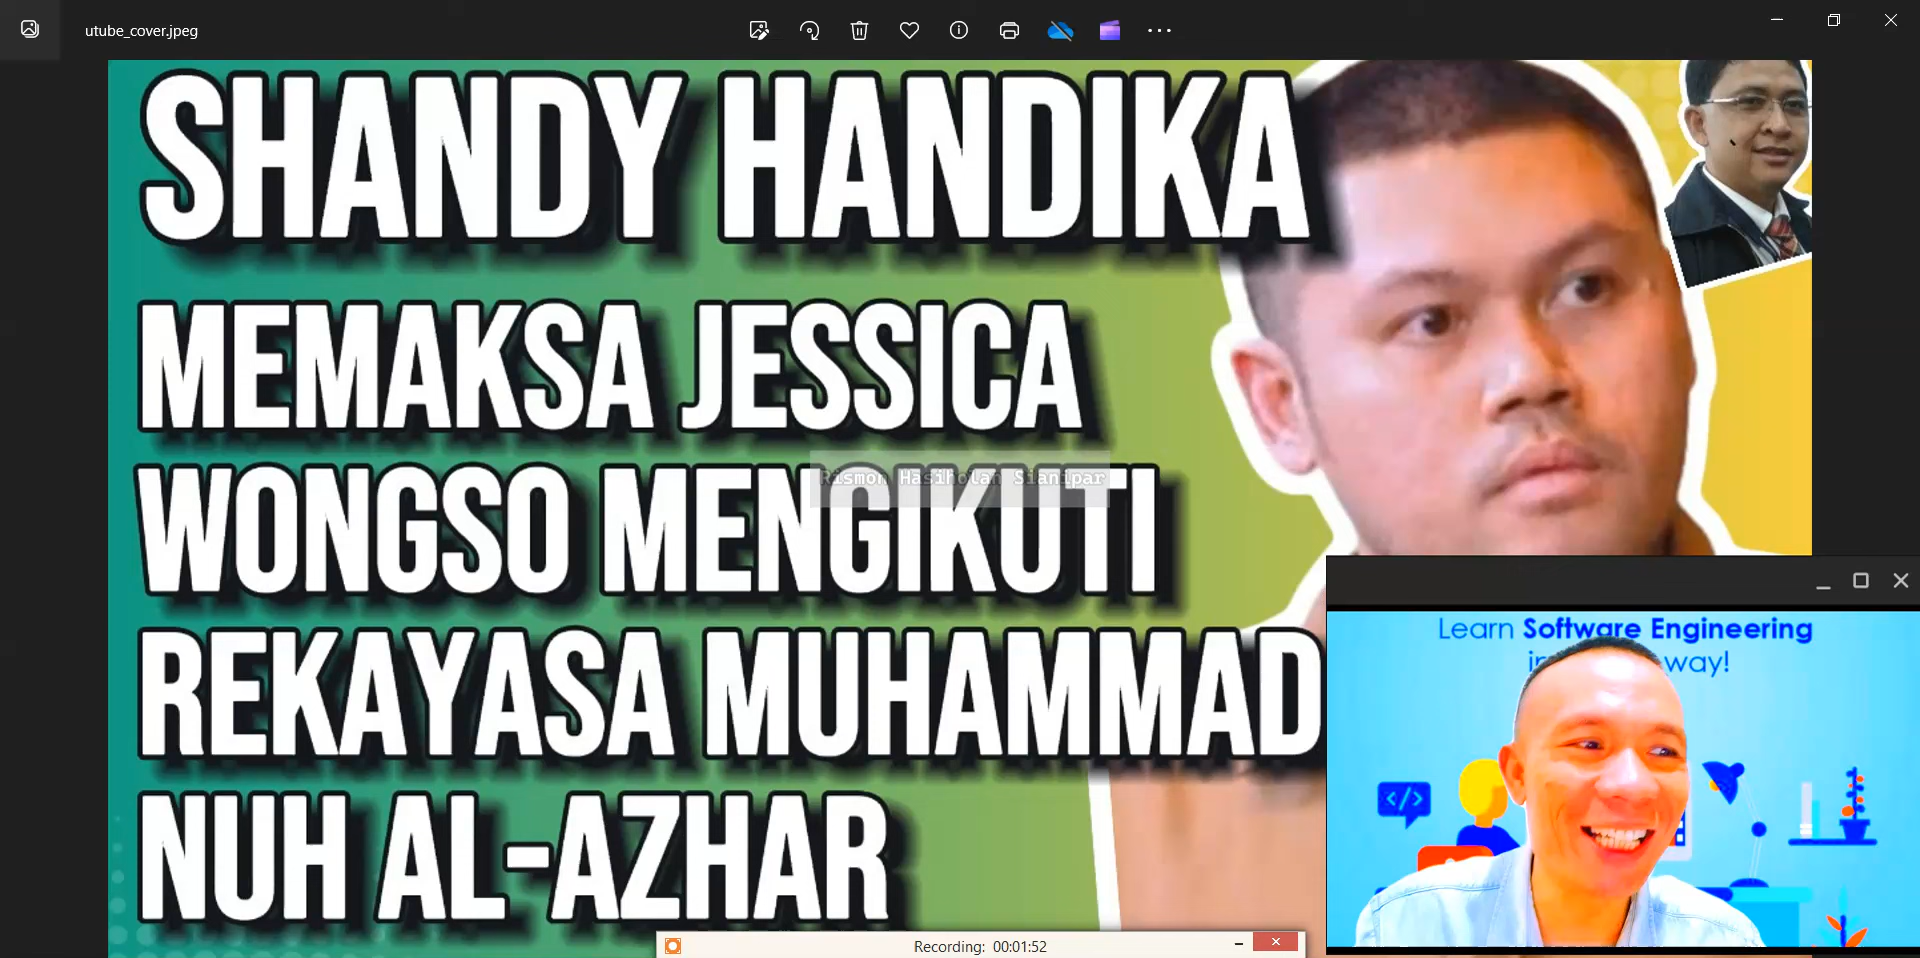 utube_cover.jpeg
SHANDY HANDIKA
MEMAKSA JESSICA
Rismon Hasiholan Sianipar
WONGSO MENGIKUTI
REKAYASA MUHAMMAD
NUH AL-AZHAR
Learn Software Engineering
way!
</>
Recording: 00:01:52